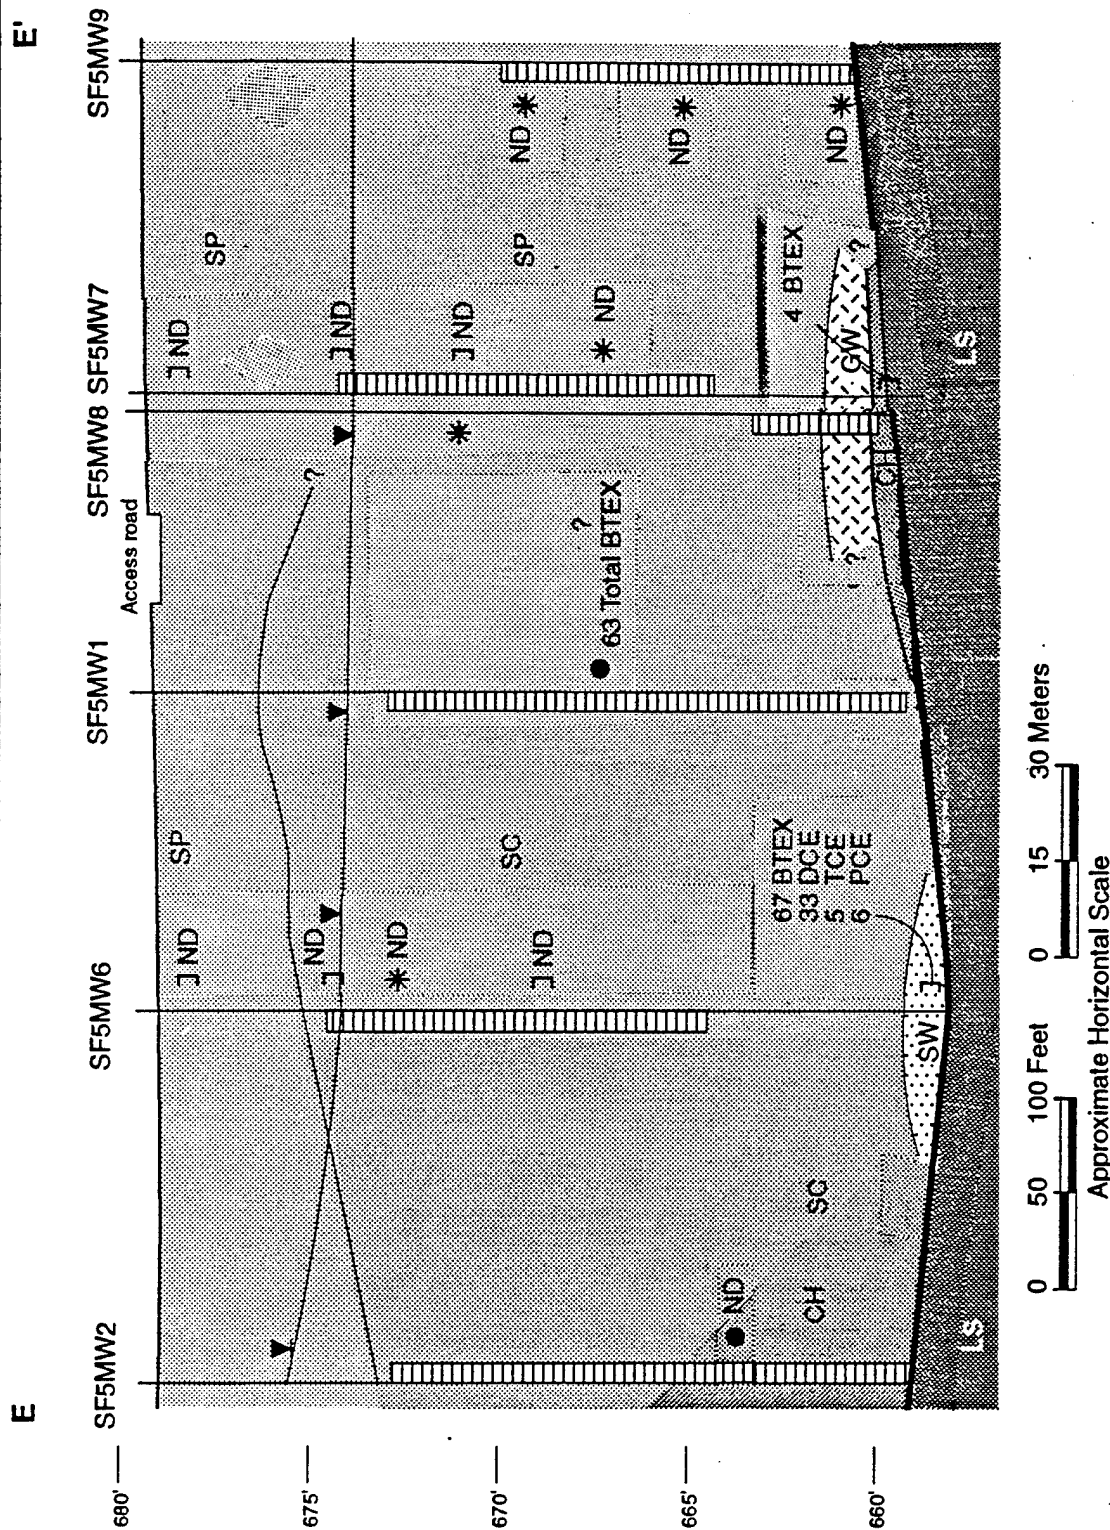 E
E'
SF5MW2
SF5MW6
SF5MW1
SF5MW8
SF5MW7
SF5MW9
Access road
680'
675'
670'
665'
660'
SP
SP
ND
ND
ND
ND
ND
ND
ND
ND
ND
ND
ND
ND
SC
SP
63 Total BTEX
?
?
67 BTEX
33 DCE
5 TCE
6 PCE
4 BTEX
SC
CH
SW
GW
?
?
CH
LS
LS
0 50 100 Feet
0 15 30 Meters
Approximate Horizontal Scale